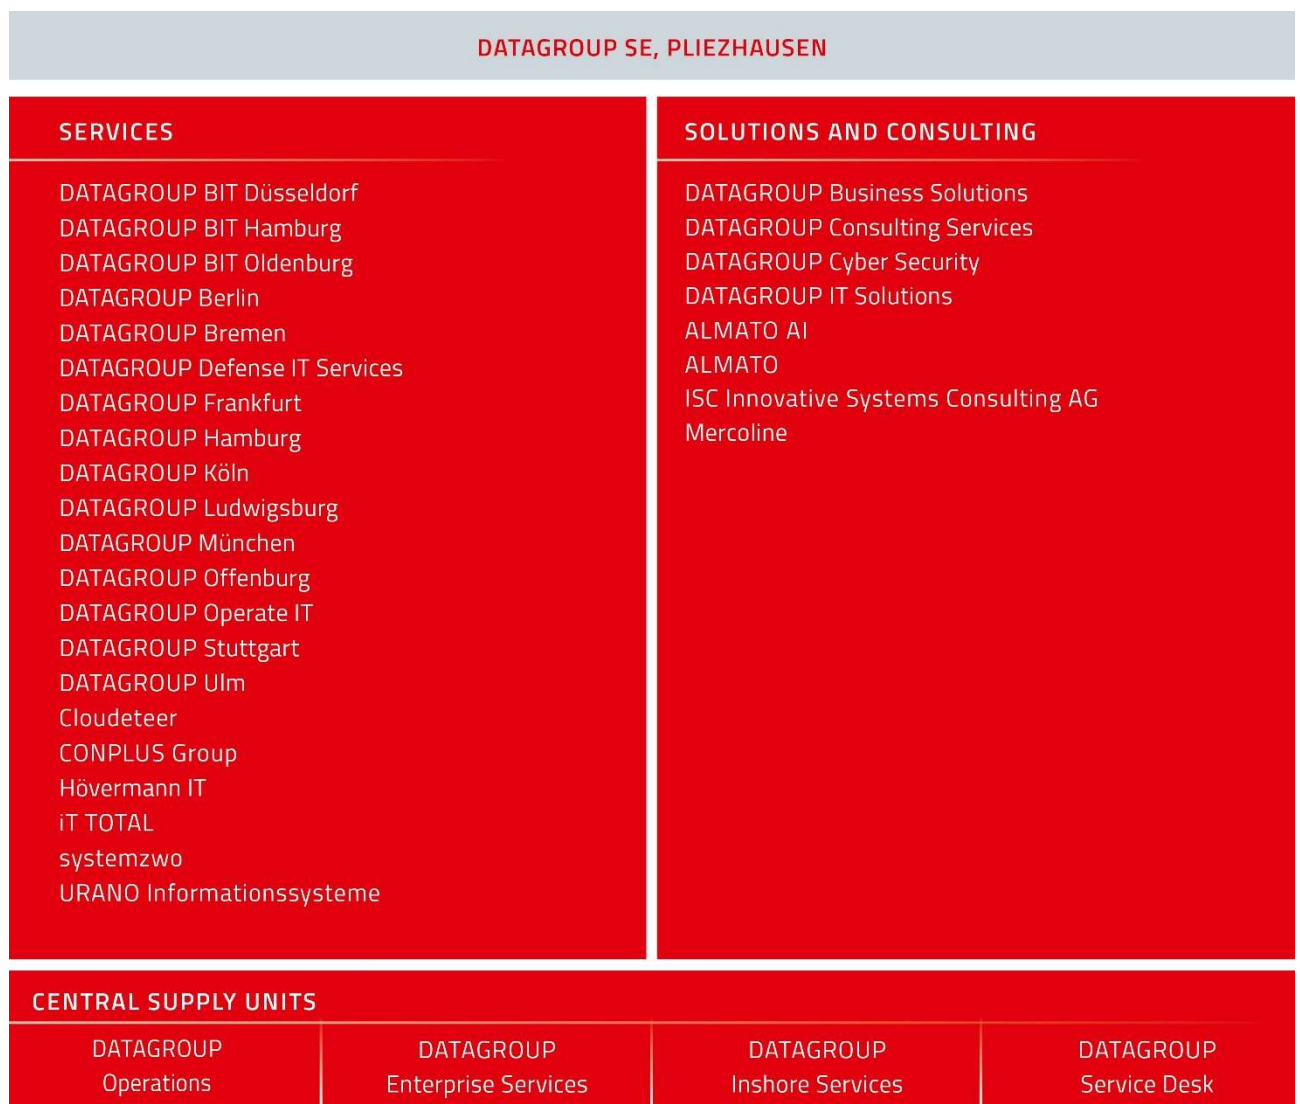 DATAGROUP SE, PLIEZHAUSEN
SERVICES
DATAGROUP BIT Düsseldorf
DATAGROUP BIT Hamburg
DATAGROUP BIT Oldenburg
DATAGROUP Berlin
DATAGROUP Bremen
DATAGROUP Defense IT Services
DATAGROUP Frankfurt
DATAGROUP Hamburg
DATAGROUP Köln
DATAGROUP Ludwigsburg
DATAGROUP München
DATAGROUP Offenburg
DATAGROUP Operate IT
DATAGROUP Stuttgart
DATAGROUP Ulm
Cloudeteer
CONPLUS Group
Hövermann IT
iT TOTAL
systemzwo
URANO Informationssysteme
SOLUTIONS AND CONSULTING
DATAGROUP Business Solutions
DATAGROUP Consulting Services
DATAGROUP Cyber Security
DATAGROUP IT Solutions
ALMATO AI
ALMATO
ISC Innovative Systems Consulting AG
Mercoline
CENTRAL SUPPLY UNITS
DATAGROUP
Operations
DATAGROUP
Enterprise Services
DATAGROUP
Inshore Services
DATAGROUP
Service Desk